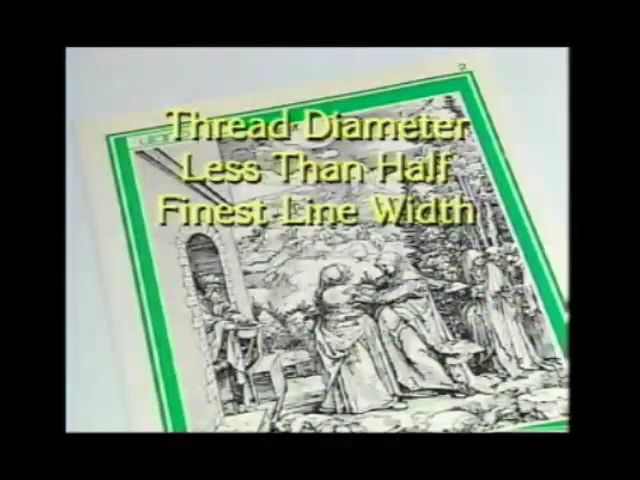 Thread Diameter
Less Than Half
Finest Line Width